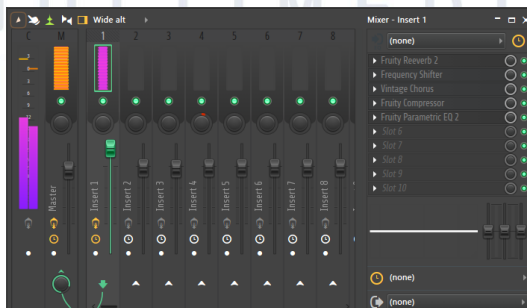 Wide alt
Mixer - Insert 1
C M 1 2 3 4 5 6 7 8
(none)
Fruity Reeverb 2
Frequency Shifter
Vintage Chorus
Fruity Compressor
Fruity Parametric EQ 2
Slot 6
Slot 7
Slot 8
Slot 9
Slot 10
Master
Insert 1
Insert 2
Insert 3
Insert 4
Insert 5
Insert 6
Insert 7
Insert 8
(none)
(none)